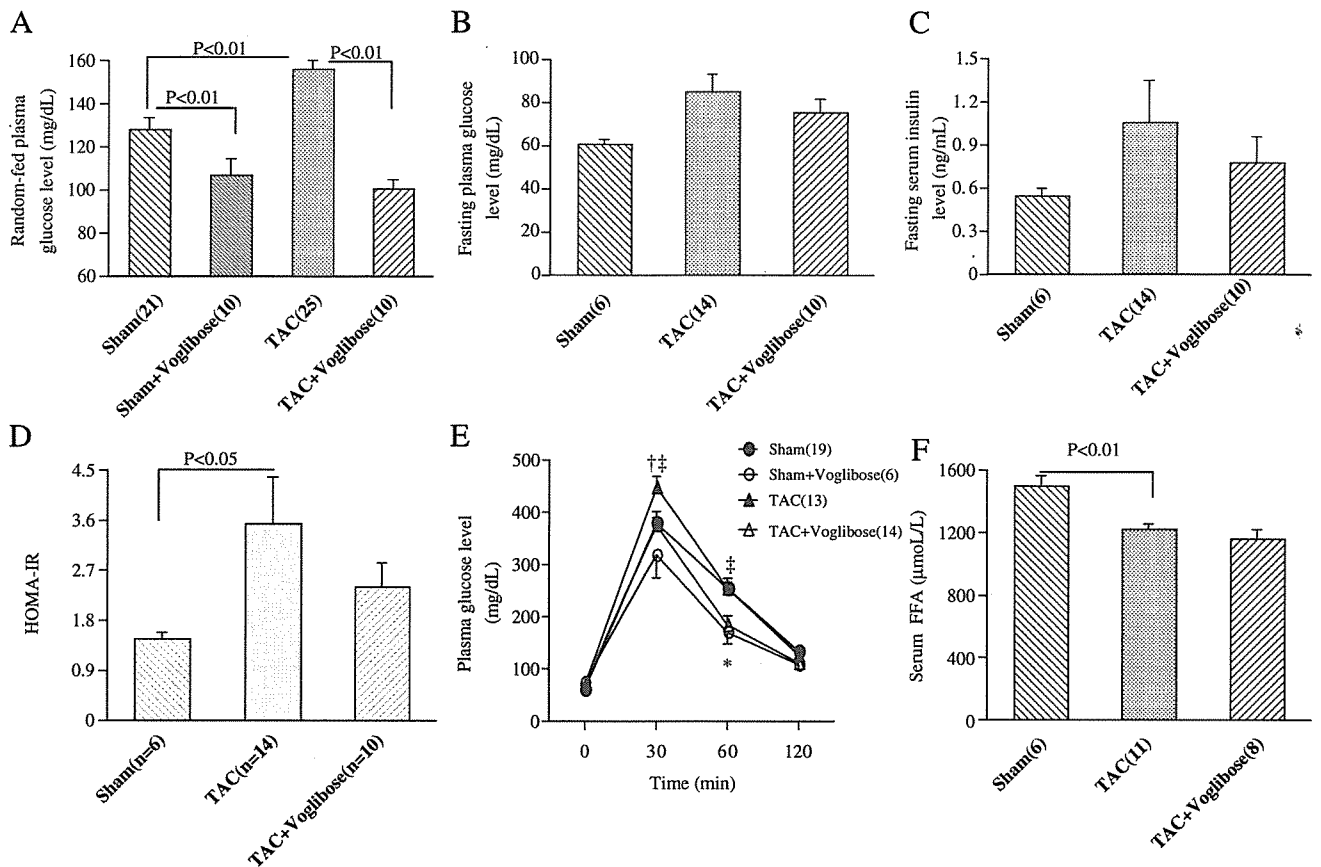 A
Random-fed plasma
glucose level (mg/dL)
160
140
120
100
80
60
P<0.01
P<0.01
P<0.01
Sham(21)
Sham+Voglibose(10)
TAC(25)
TAC+Voglibose(10)
B
Fasting plasma glucose
level (mg/dL)
100
80
60
40
20
0
Sham(6)
TAC(14)
TAC+Voglibose(10)
C
Fasting serum insutin
level (ng/mL)
1.5
1.2
0.9
0.6
0.3
0
Sham(6)
TAC(14)
TAC+Voglibose(10)
D
HOMA-IR
4.5
3.6
2.7
1.8
0.9
0
P<0.05
Sham(n=6)
TAC(n=14)
TAC+Voglibose(n=10)
E
Plasma glucose level
(mg/dL)
500
400
300
200
100
0
†‡
‡
*
Sham(19)
Sham+Voglibose(6)
TAC(13)
TAC+Voglibose(14)
0 30 60 120
Time (min)
F
Serum FFA (μmoL/L)
1600
1200
800
400
0
P<0.01
Sham(6)
TAC(11)
TAC+Voglibose(8)